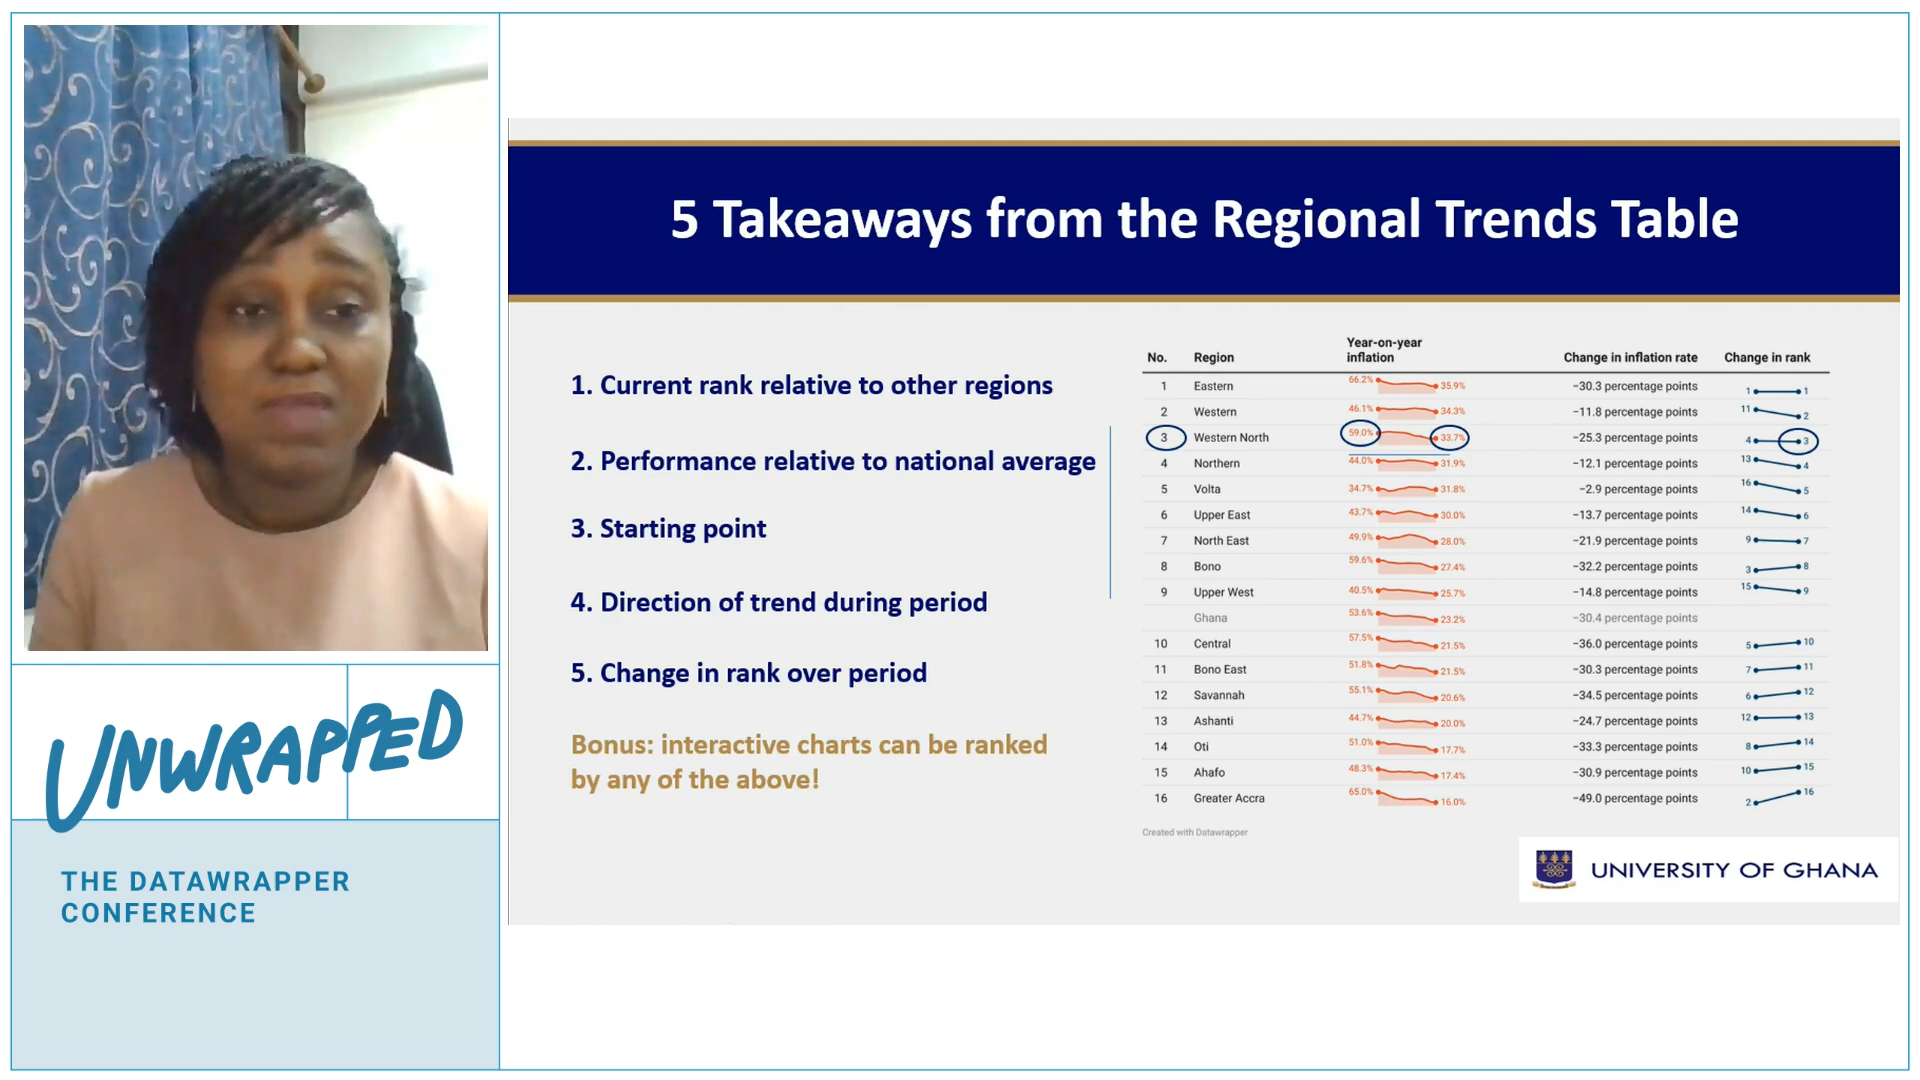 UNWRAPPED
THE DATAWRAPPER
CONFERENCE
5 Takeaways from the Regional Trends Table
1. Current rank relative to other regions
2. Performance relative to national average
3. Starting point
4. Direction of trend during period
5. Change in rank over period
Bonus: interactive charts can be ranked
by any of the above!
No. Region Year-on-year inflation Change in inflation rate Change in rank
1 Eastern 66.2% 35.9% −30.3 percentage points 1 1
2 Western 46.1% 34.3% −11.8 percentage points 11 2
3 Western North 59.0% 33.7% −25.3 percentage points 4 3
4 Northern 44.0% 31.9% −12.1 percentage points 13 4
5 Volta 34.7% 31.8% −2.9 percentage points 16 5
6 Upper East 43.7% 30.0% −13.7 percentage points 14 6
7 North East 49.9% 28.0% −21.9 percentage points 9 7
8 Bono 59.6% 27.4% −32.2 percentage points 3 8
9 Upper West 40.5% 25.7% −14.8 percentage points 15 9
Ghana 53.6% 23.2% −30.4 percentage points
10 Central 57.5% 21.5% −36.0 percentage points 5 10
11 Bono East 51.8% 21.5% −30.3 percentage points 7 11
12 Savannah 55.1% 20.6% −34.5 percentage points 6 12
13 Ashanti 44.7% 20.0% −24.7 percentage points 12 13
14 Oti 51.0% 17.7% −33.3 percentage points 8 14
15 Ahafo 48.3% 17.4% −30.9 percentage points 10 15
16 Greater Accra 65.0% 16.0% −49.0 percentage points 2 16
Created with Datawrapper
UNIVERSITY OF GHANA